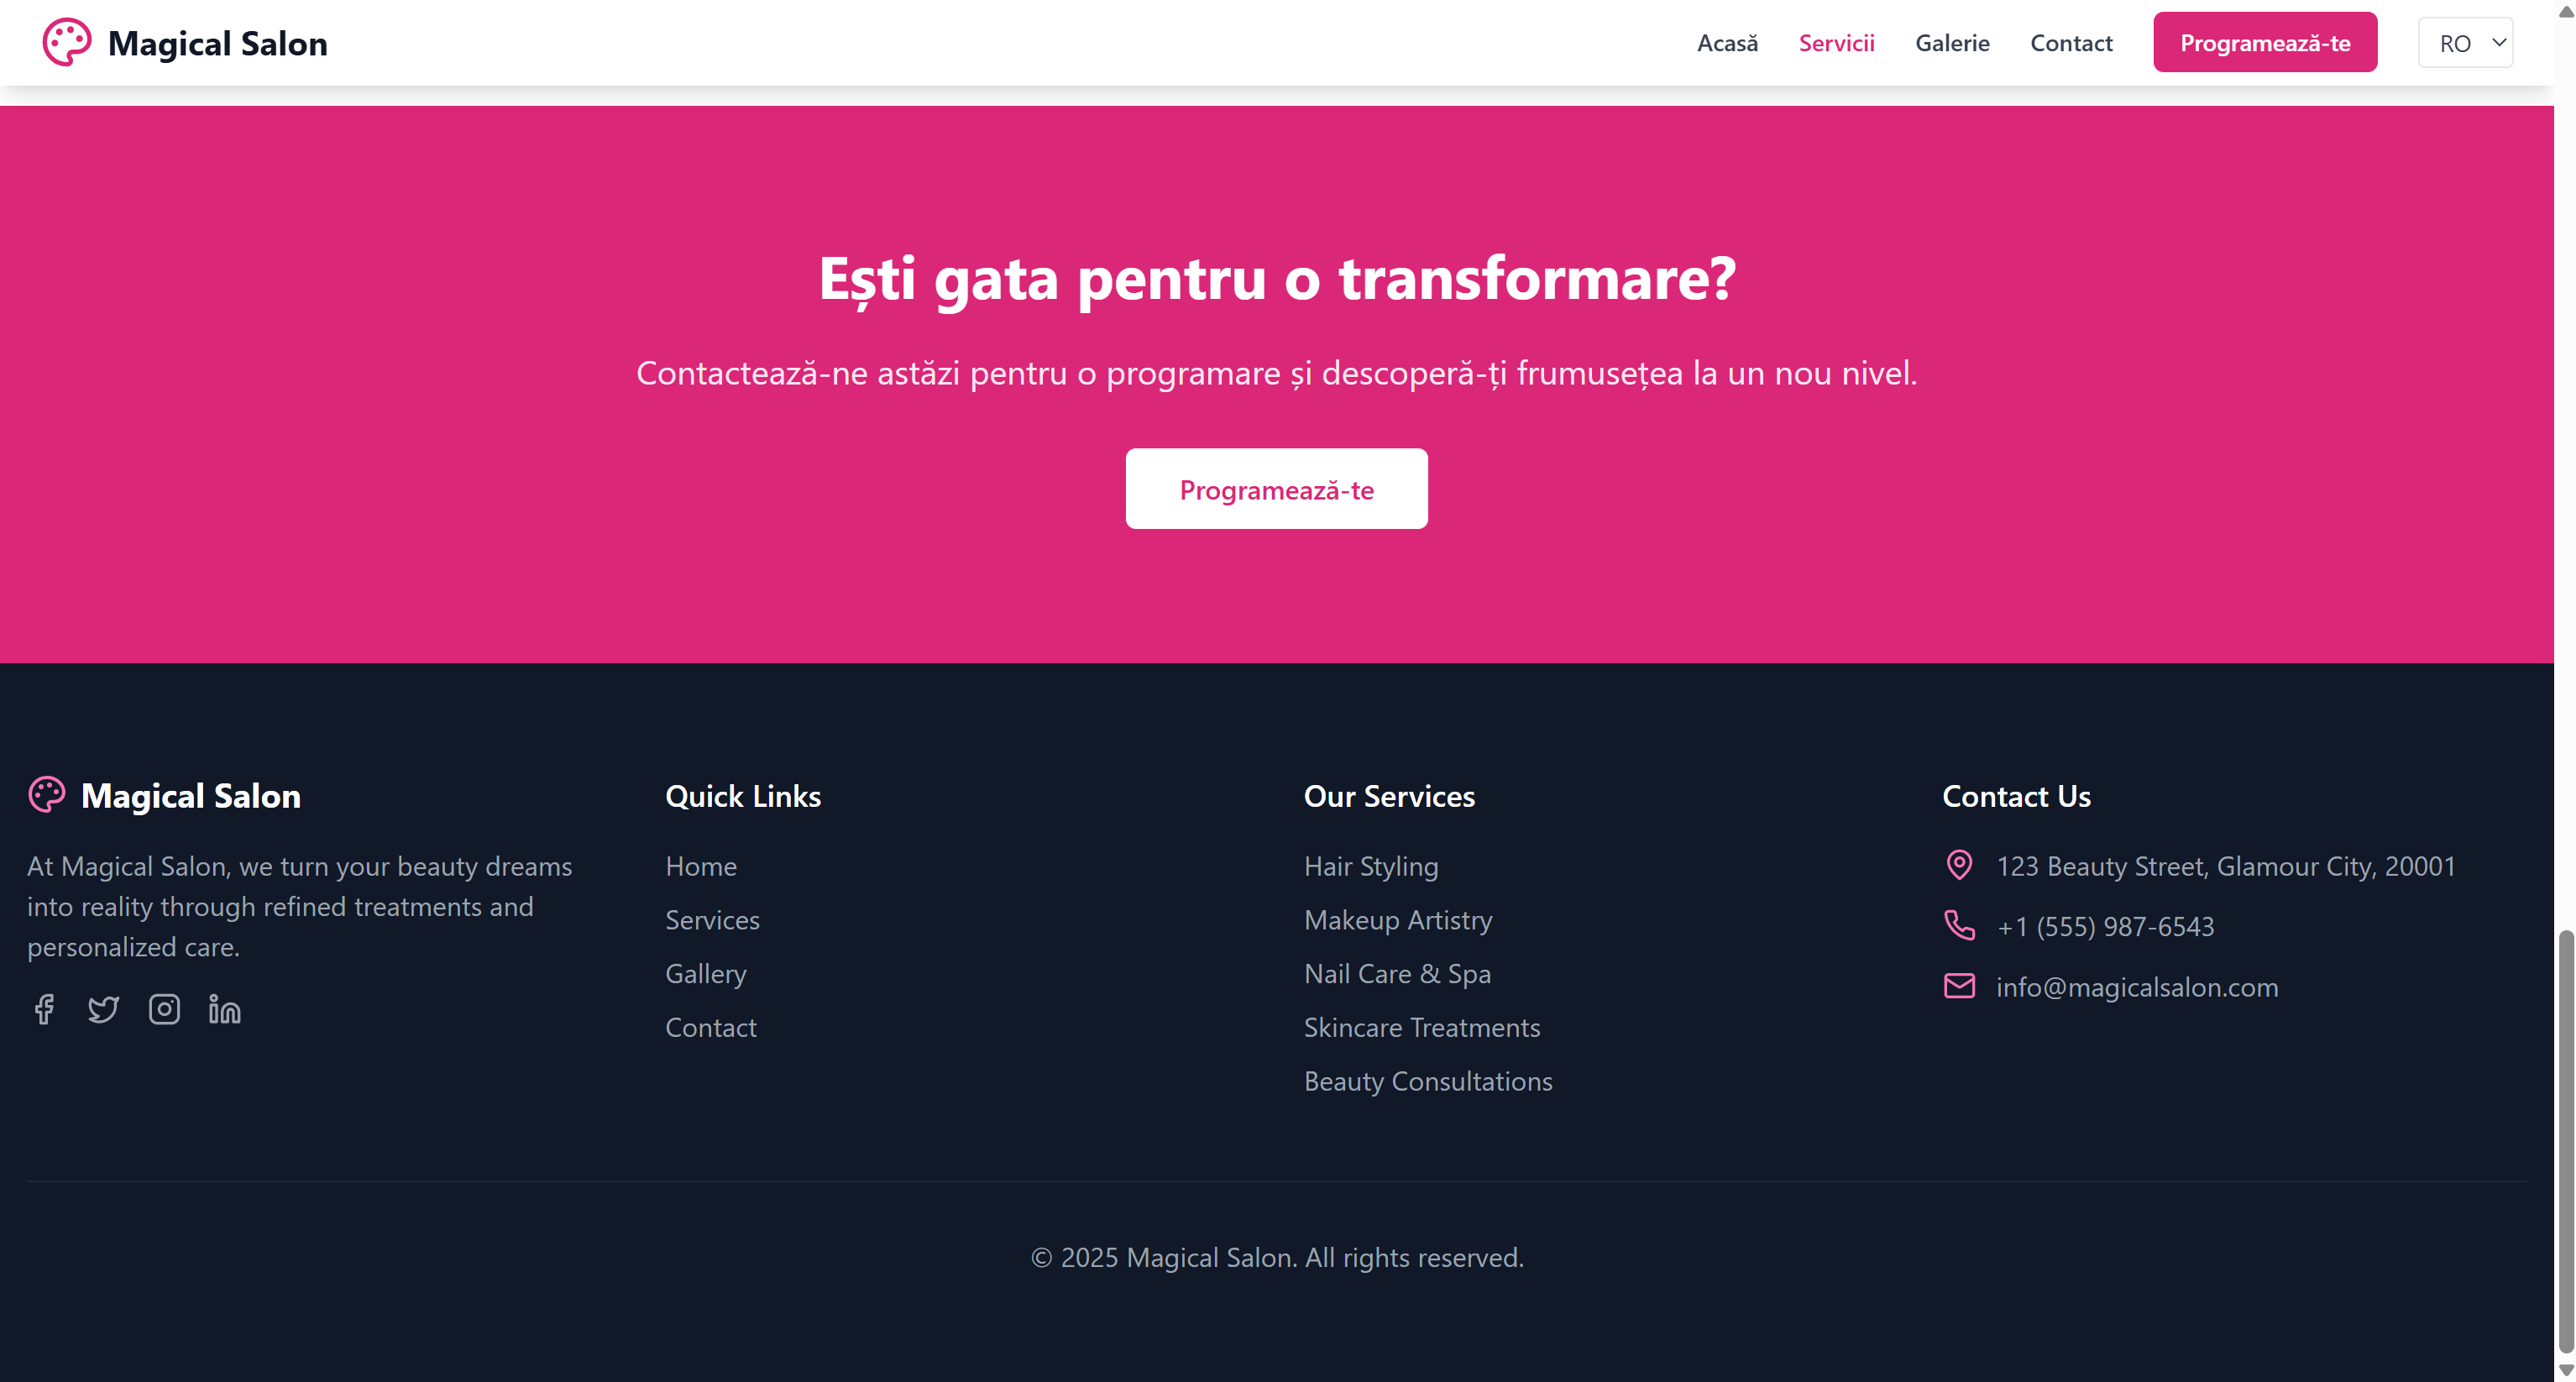 Magical Salon
Acasă
Servicii
Galerie
Contact
Programează-te
RO
Ești gata pentru o transformare?
Contactează-ne astăzi pentru o programare și descoperă-ți frumusețea la un nou nivel.
Programează-te
Magical Salon
At Magical Salon, we turn your beauty dreams
into reality through refined treatments and
personalized care.
Quick Links
Home
Services
Gallery
Contact
Our Services
Hair Styling
Makeup Artistry
Nail Care & Spa
Skincare Treatments
Beauty Consultations
Contact Us
123 Beauty Street, Glamour City, 20001
+1 (555) 987-6543
info@magicalsalon.com
© 2025 Magical Salon. All rights reserved.